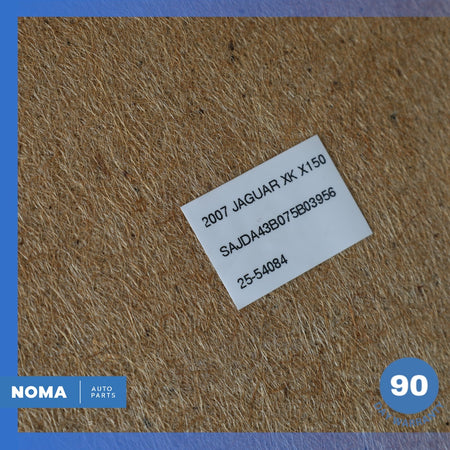 2007 JAGUAR XK X150
SAJDA43B075B03956
25-54084
NOMA
AUTO
PARTS
90